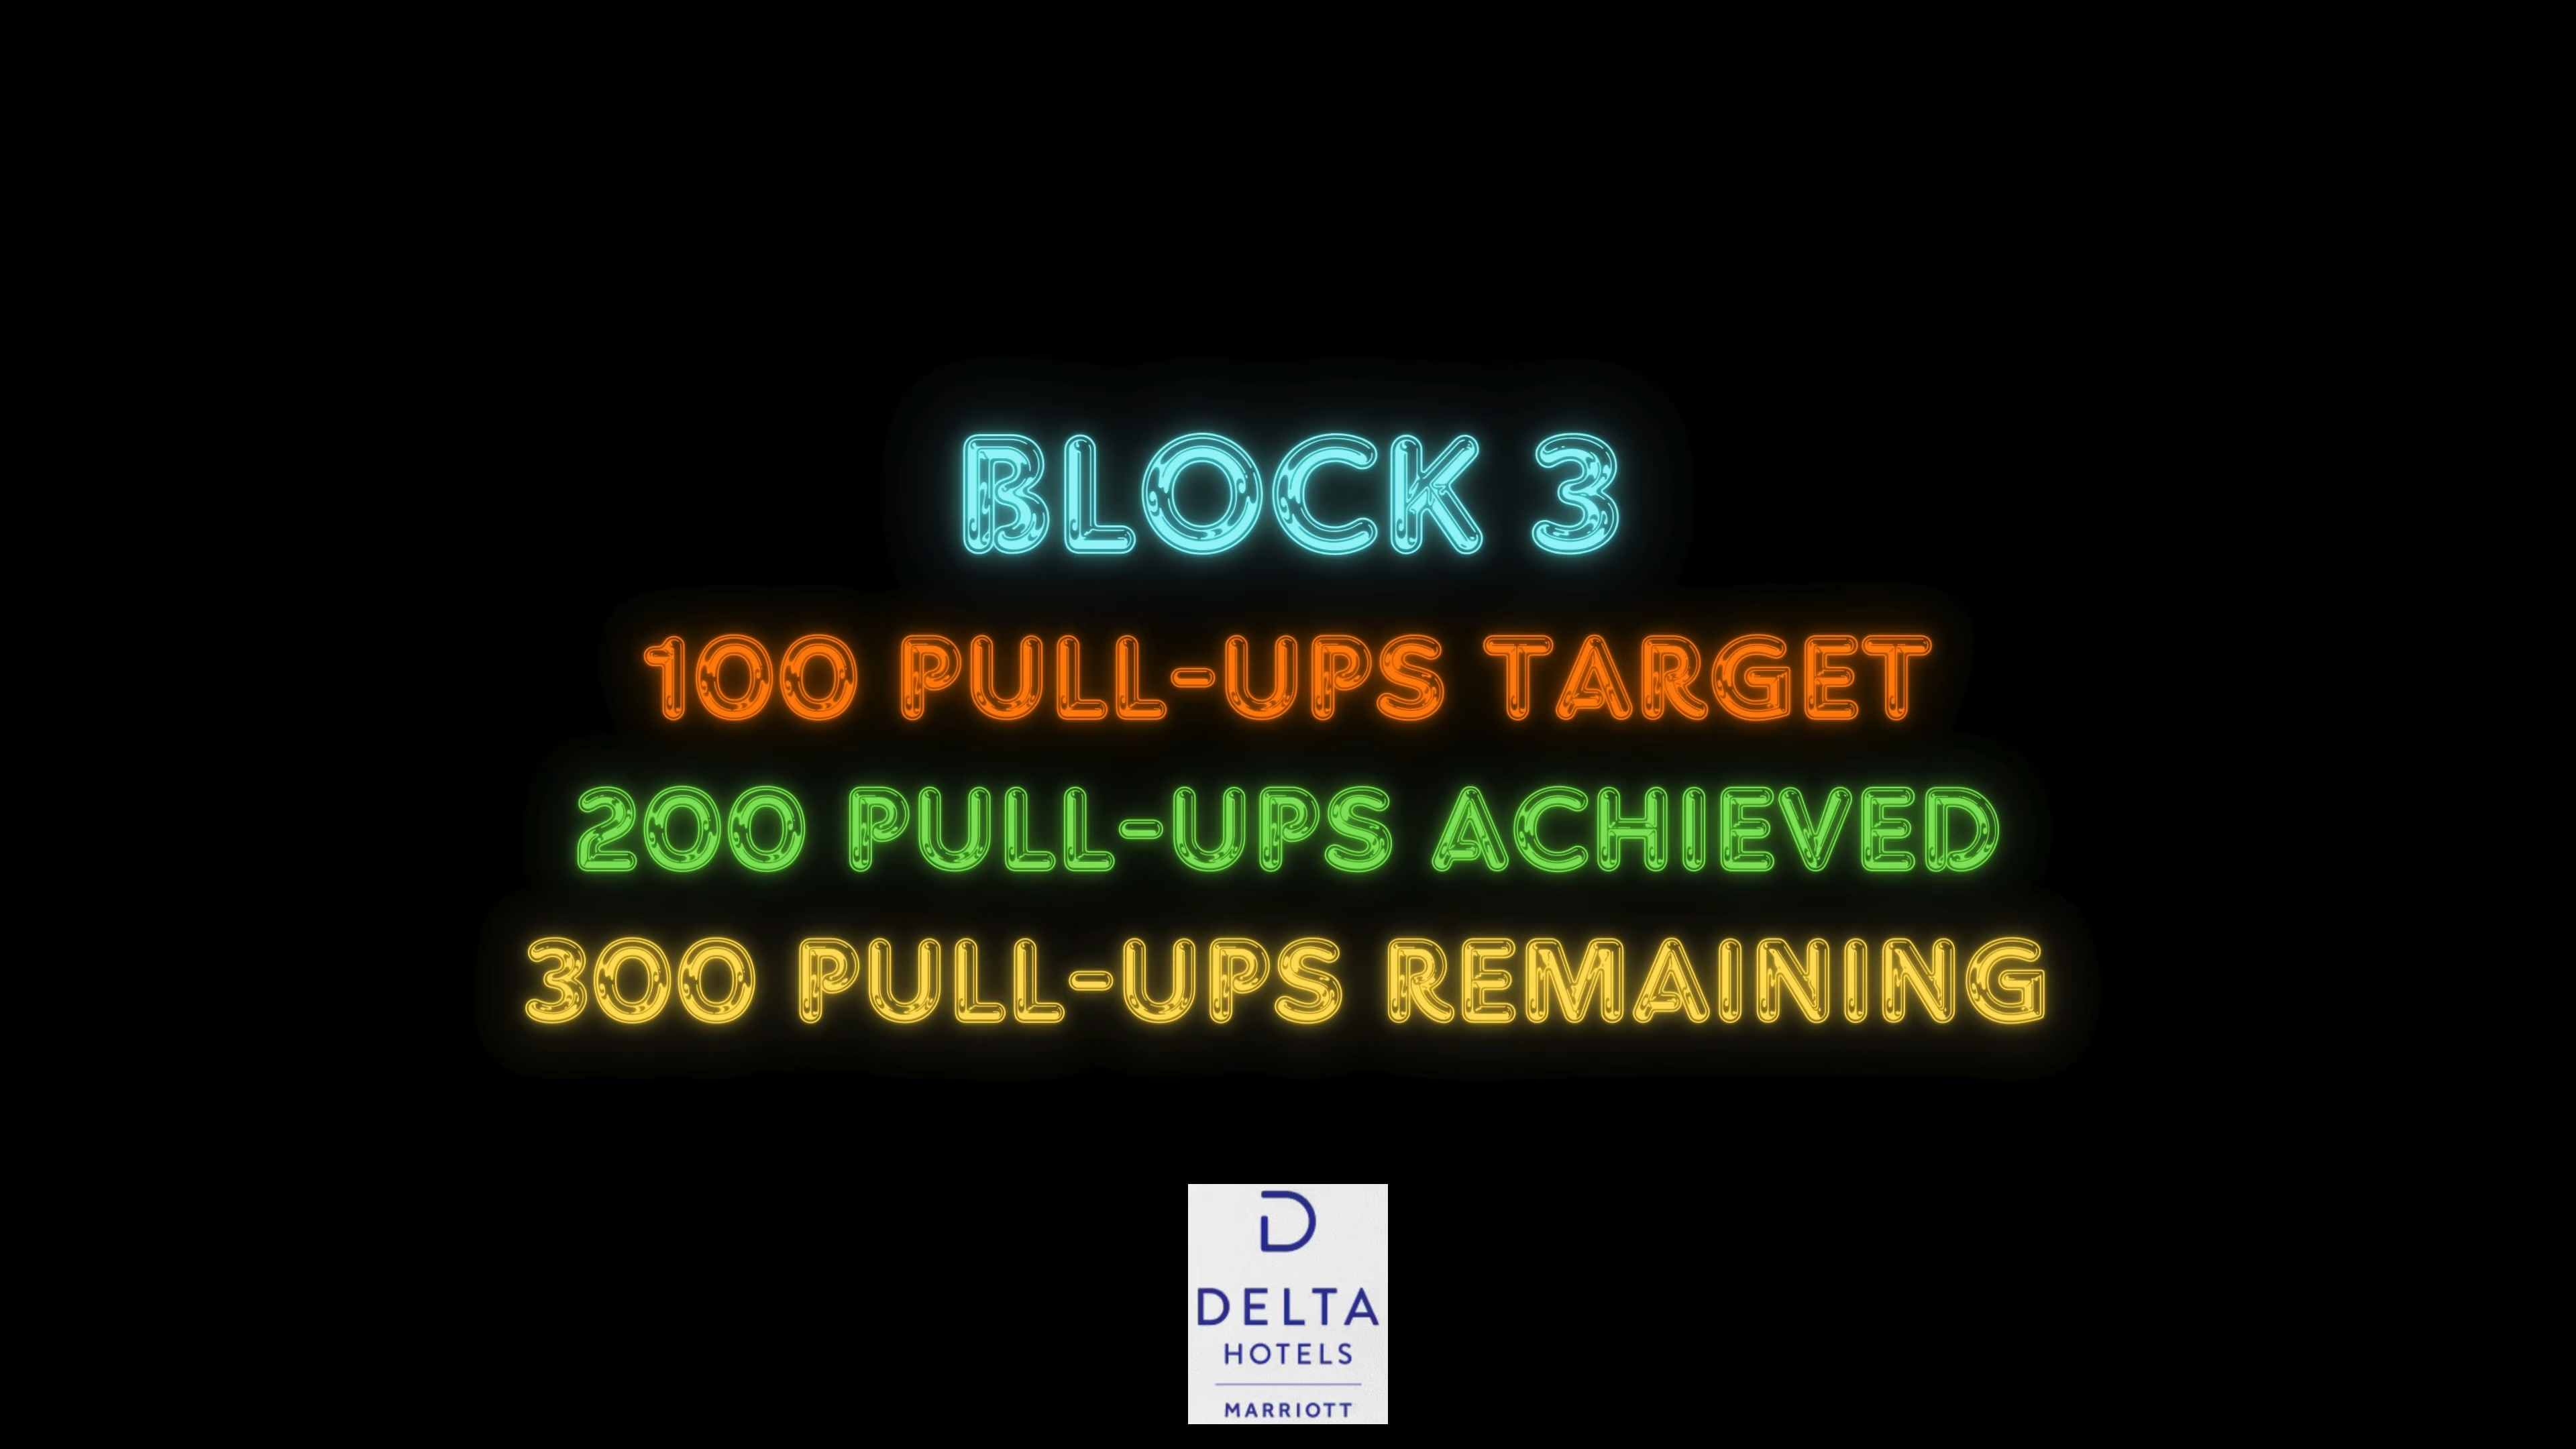 BLOCK 3
100 PULL-UPS TARGET
200 PULL-UPS ACHIEVED
300 PULL-UPS REMAINING
D
DELTA
HOTELS
MARRIOTT